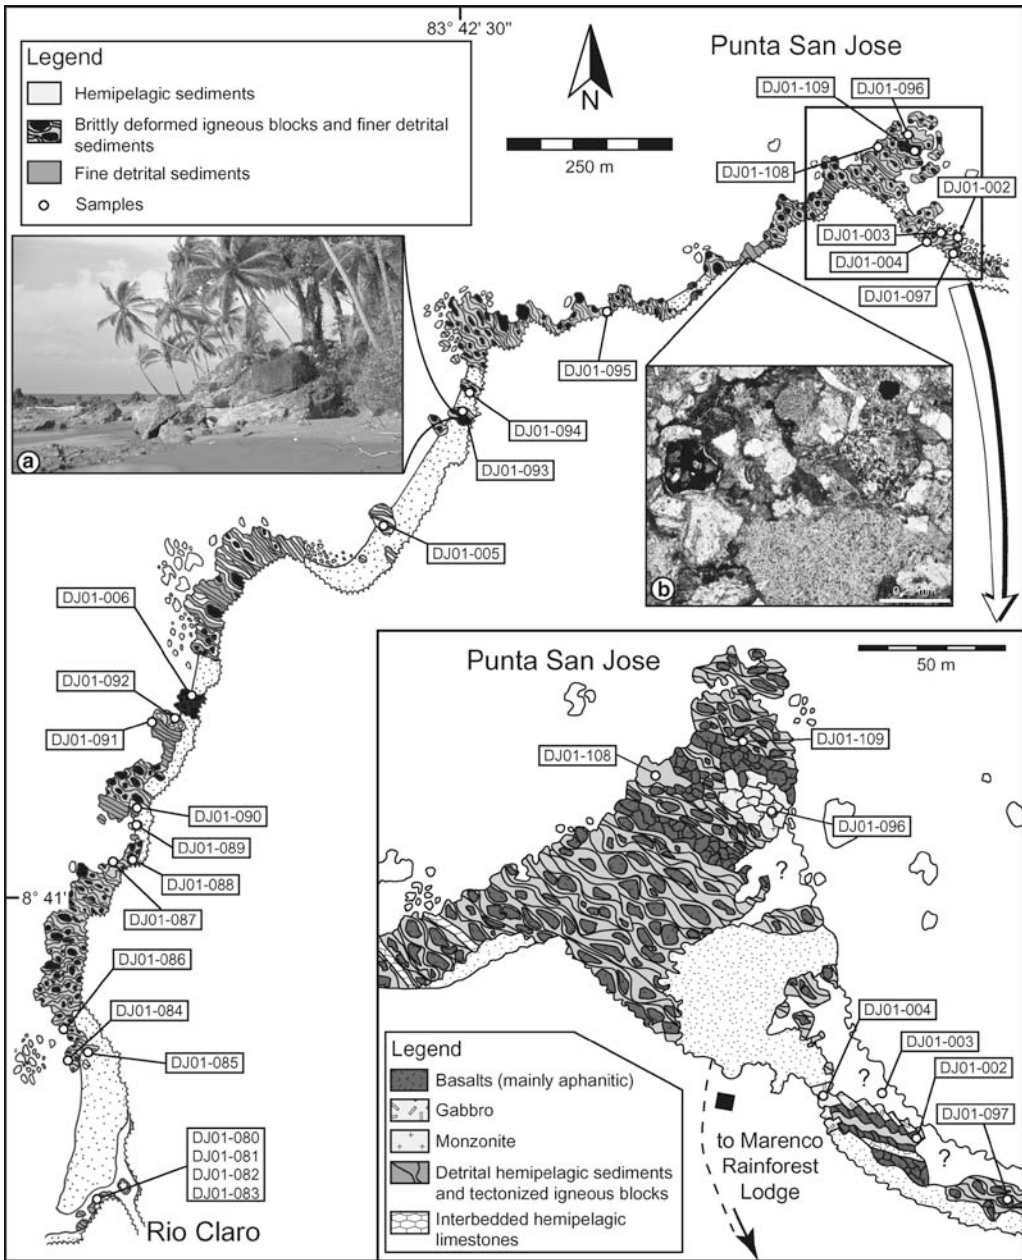 83° 42' 30"
Punta San Jose
Legend
Hemipelagic sediments
Brittly deformed igneous blocks and finer detrital
sediments
Fine detrital sediments
Samples
N
250 m
DJ01-109
DJ01-096
DJ01-108
DJ01-002
DJ01-003
DJ01-004
DJ01-097
DJ01-095
DJ01-094
DJ01-093
a
DJ01-005
b
DJ01-006
DJ01-092
DJ01-091
DJ01-090
DJ01-089
DJ01-088
8° 41'
DJ01-087
DJ01-086
DJ01-084
DJ01-085
DJ01-080
DJ01-081
DJ01-082
DJ01-083
Rio Claro
Punta San Jose
50 m
DJ01-108
DJ01-109
DJ01-096
?
DJ01-004
DJ01-003
?
DJ01-002
DJ01-097
?
to Marenco
Rainforest
Lodge
Legend
Basalts (mainly aphanitic)
Gabbro
Monzonite
Detrital hemipelagic sediments
and tectonized igneous blocks
Interbedded hemipelagic
limestones